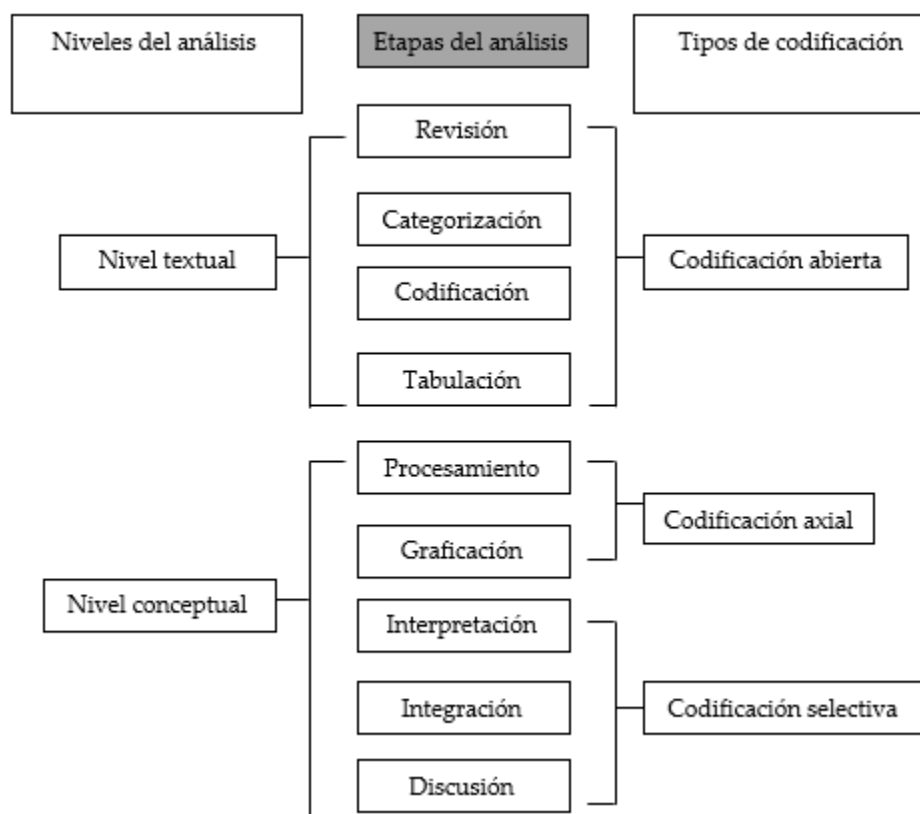 Niveles del análisis
Etapas del análisis
Tipos de codificación
Revisión
Categorización
Nivel textual
Codificación abierta
Codificación
Tabulación
Procesamiento
Codificación axial
Graficación
Nivel conceptual
Interpretación
Integración
Codificación selectiva
Discusión